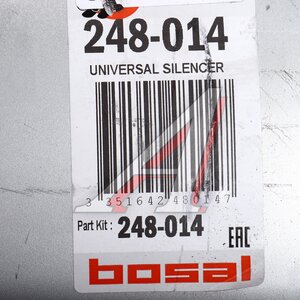 248-014
UNIVERSAL SILENCER
3 351642 480147
Part Kit : 248-014
EAC
bosal